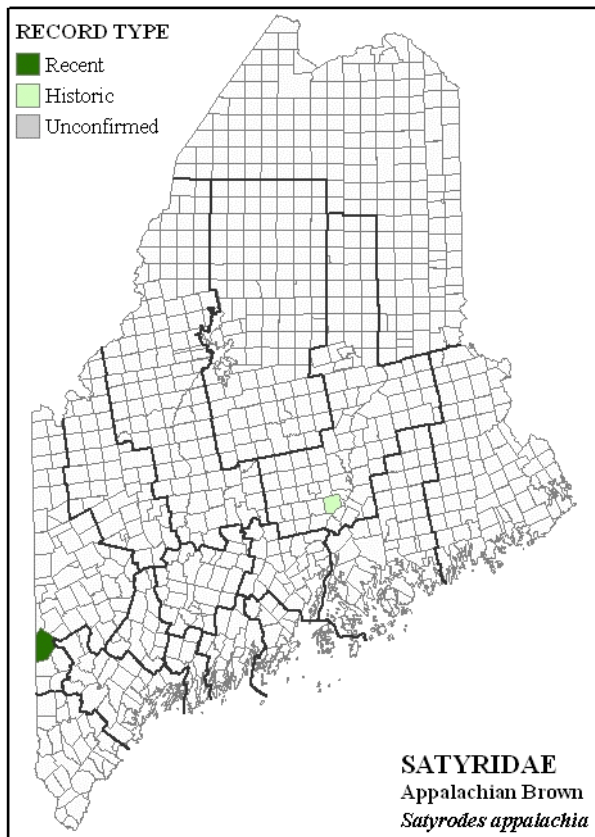 RECORD TYPE
Recent
Historic
Unconfirmed
SATYRIDAE
Appalachian Brown
Satyrodes appalachia